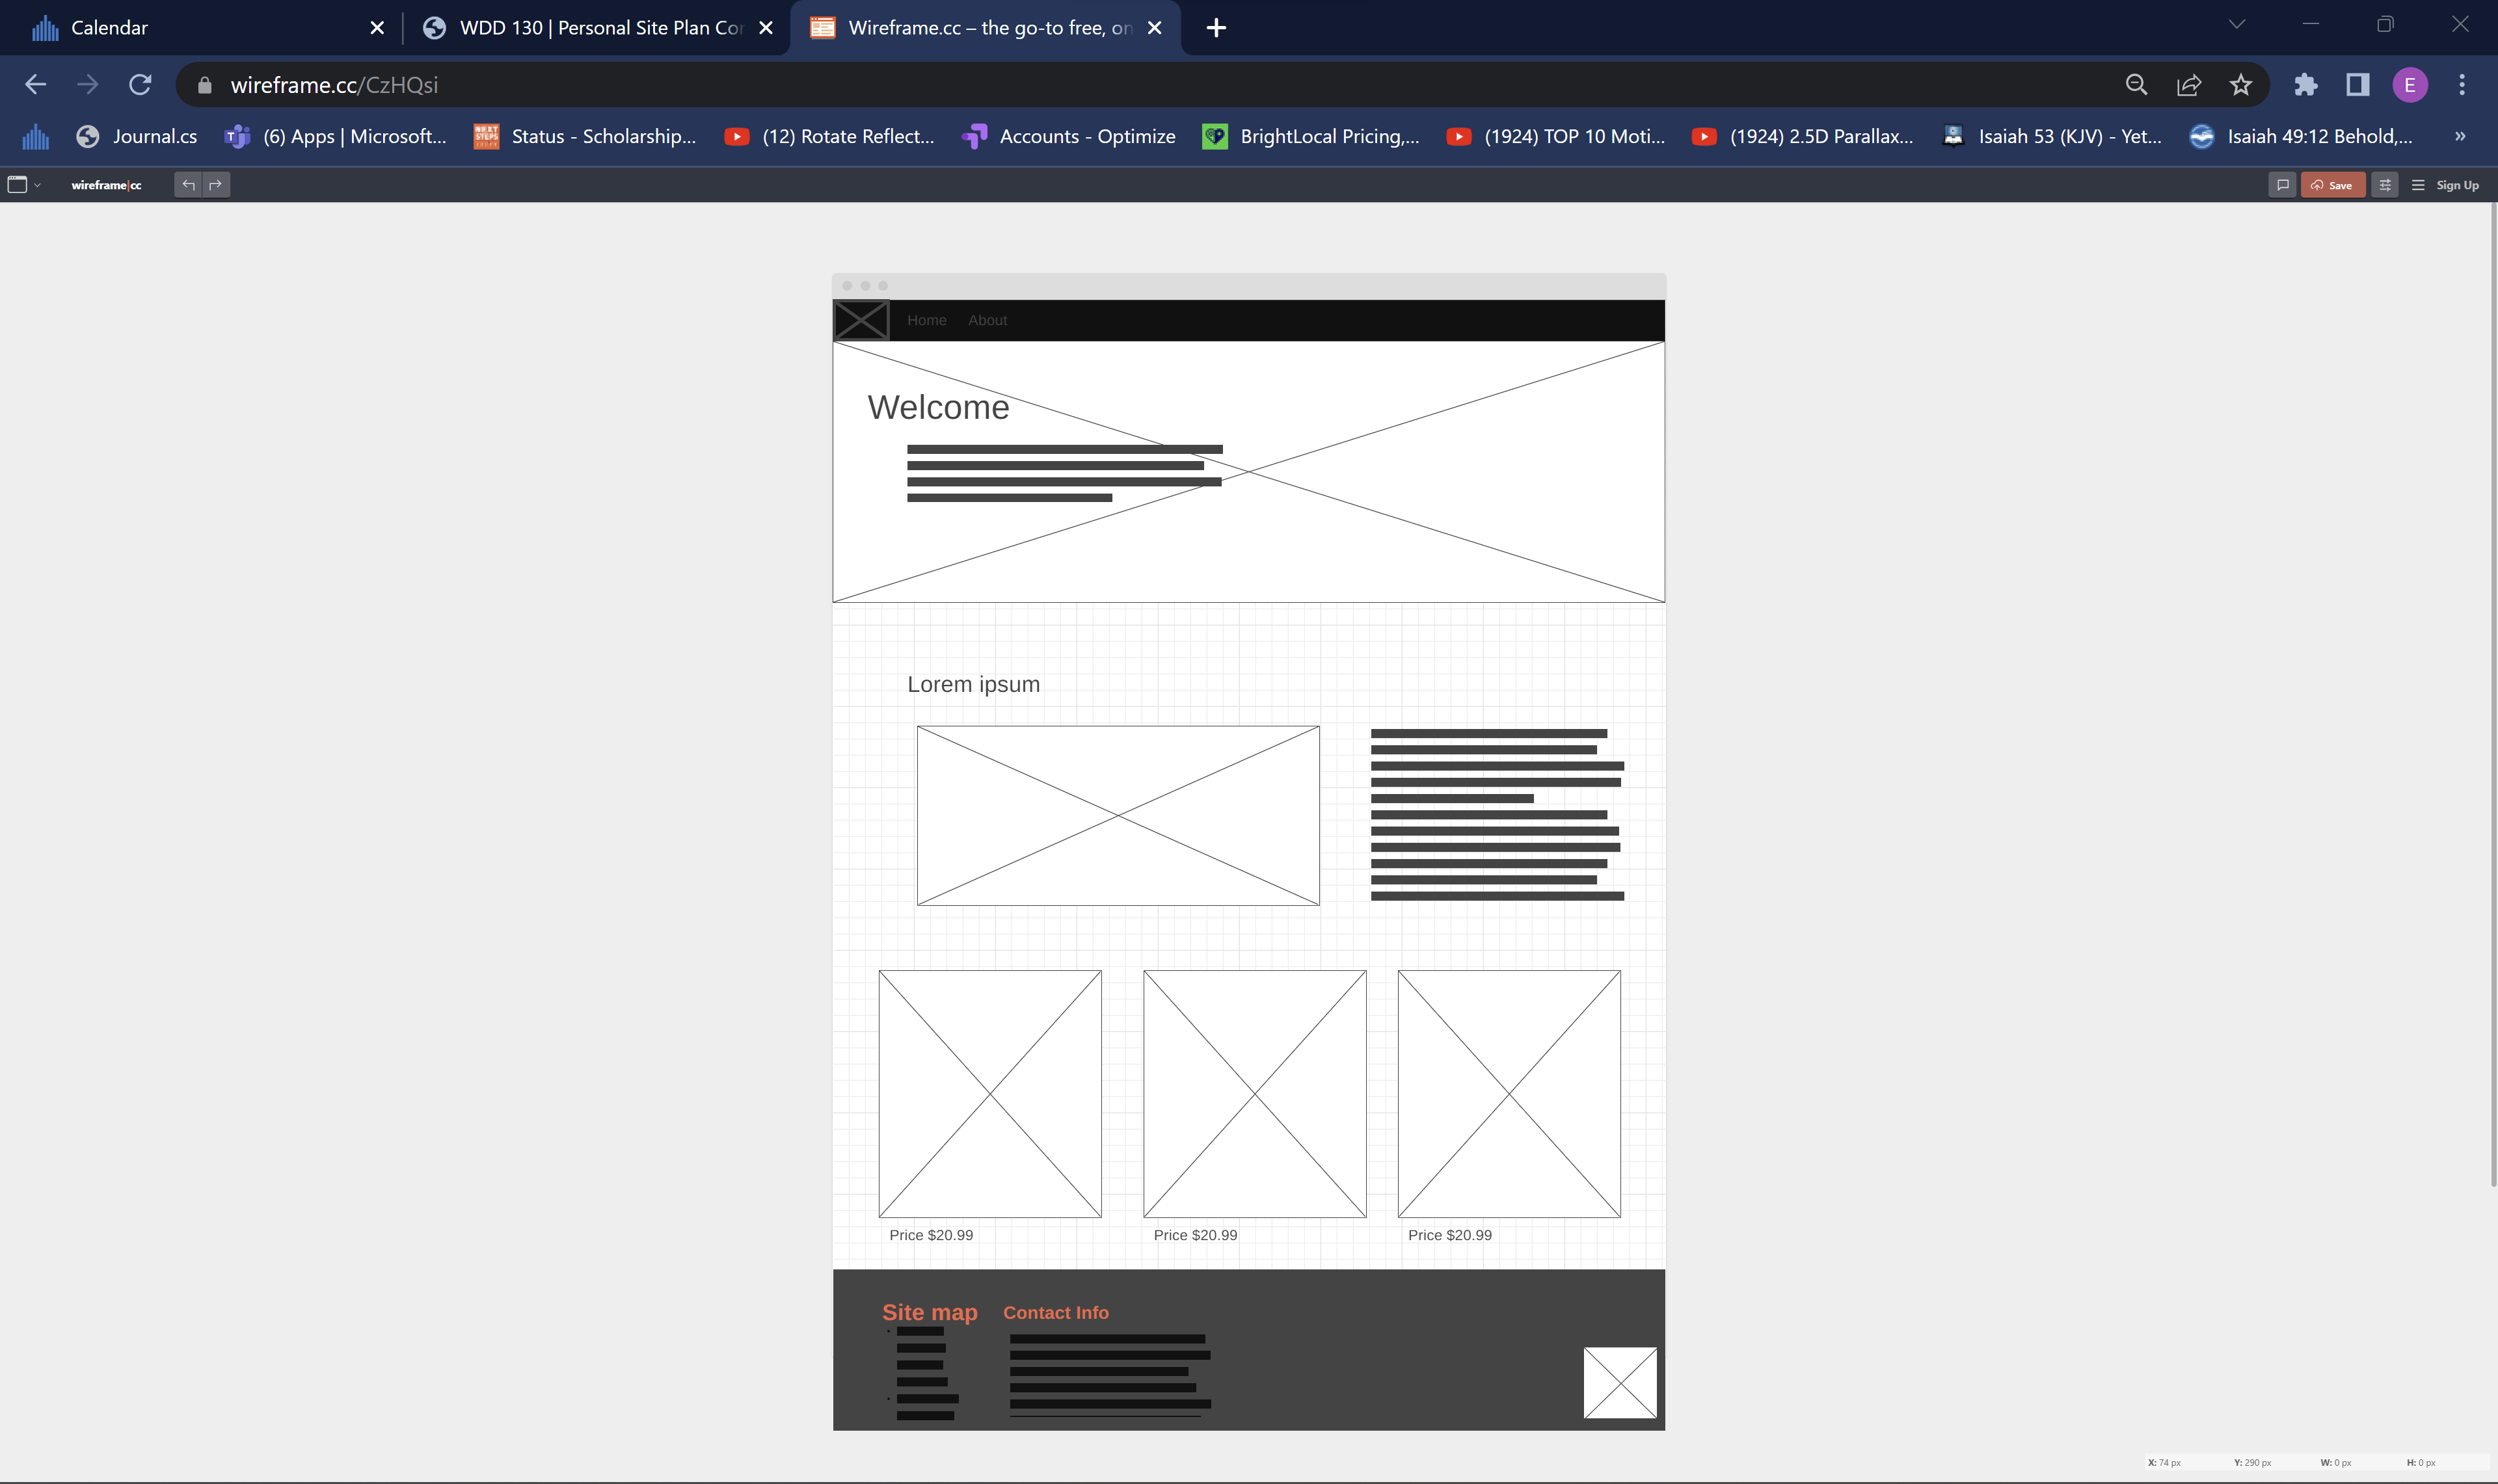 Calendar
WDD 130 | Personal Site Plan Cor
Wireframe.cc – the go-to free, on
wireframe.cc/CzHQsi
E
Journal.cs
(6) Apps | Microsoft...
NEXT STEPS
Status - Scholarship...
(12) Rotate Reflect...
Accounts - Optimize
BrightLocal Pricing,...
(1924) TOP 10 Moti...
(1924) 2.5D Parallax...
Isaiah 53 (KJV) - Yet...
Isaiah 49:12 Behold,...
»
wireframe|cc
Save
Sign Up
Home About
Welcome
Lorem ipsum
Price $20.99
Price $20.99
Price $20.99
Site map
Contact Info
X: 74 px Y: 290 px W: 0 px H: 0 px